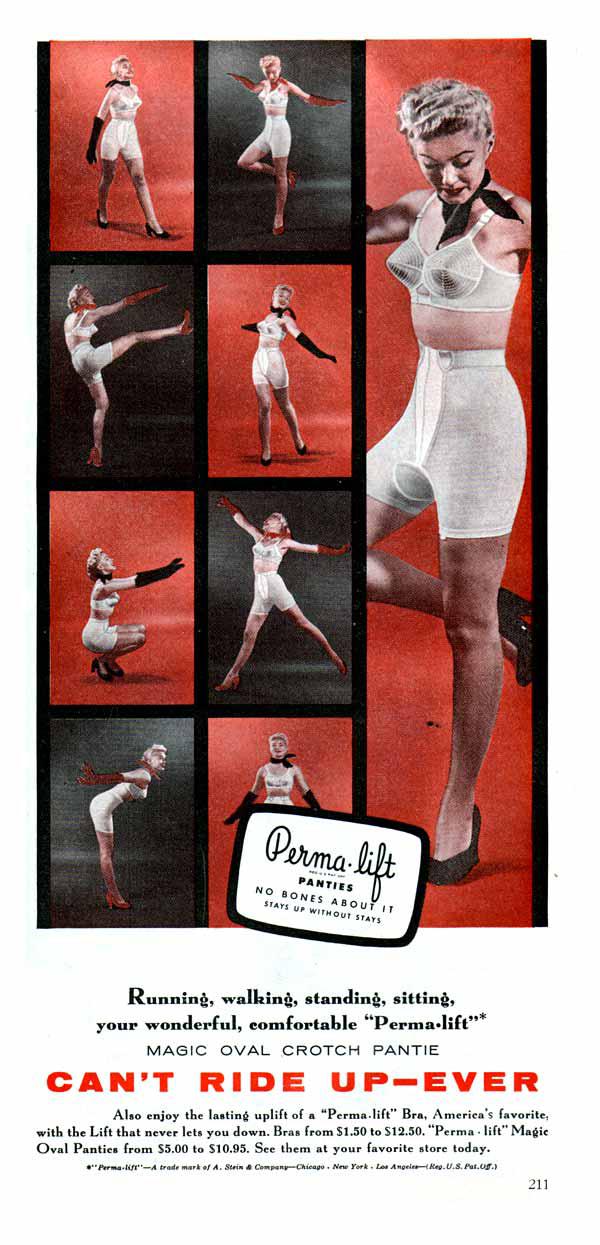 Perma·lift
PANTIES
NO BONES ABOUT IT
STAYS UP WITHOUT STAYS
Running, walking, standing, sitting,
your wonderful, comfortable “Perma·lift”*
MAGIC OVAL CROTCH PANTIE
CAN'T RIDE UP—EVER
Also enjoy the lasting uplift of a “Perma·lift” Bra, America's favorite,
with the Lift that never lets you down. Bras from $1.50 to $12.50. “Perma·lift” Magic
Oval Panties from $5.00 to $10.95. See them at your favorite store today.
*“Perma-lift”—A trade mark of A. Stein & Company—Chicago • New York • Los Angeles—(Reg. U.S. Pat. Off.)
211